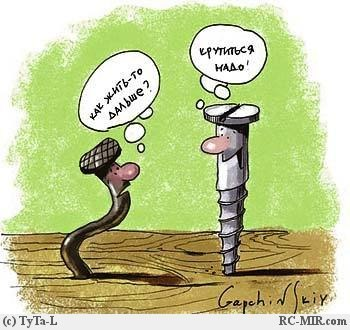 КАК ЖИТЬ-ТО
ДАЛЬШЕ?
КРУТИТЬСЯ
НАДО!
GapchiNSkiy
(c) TyTa-L
RC-MIR.com